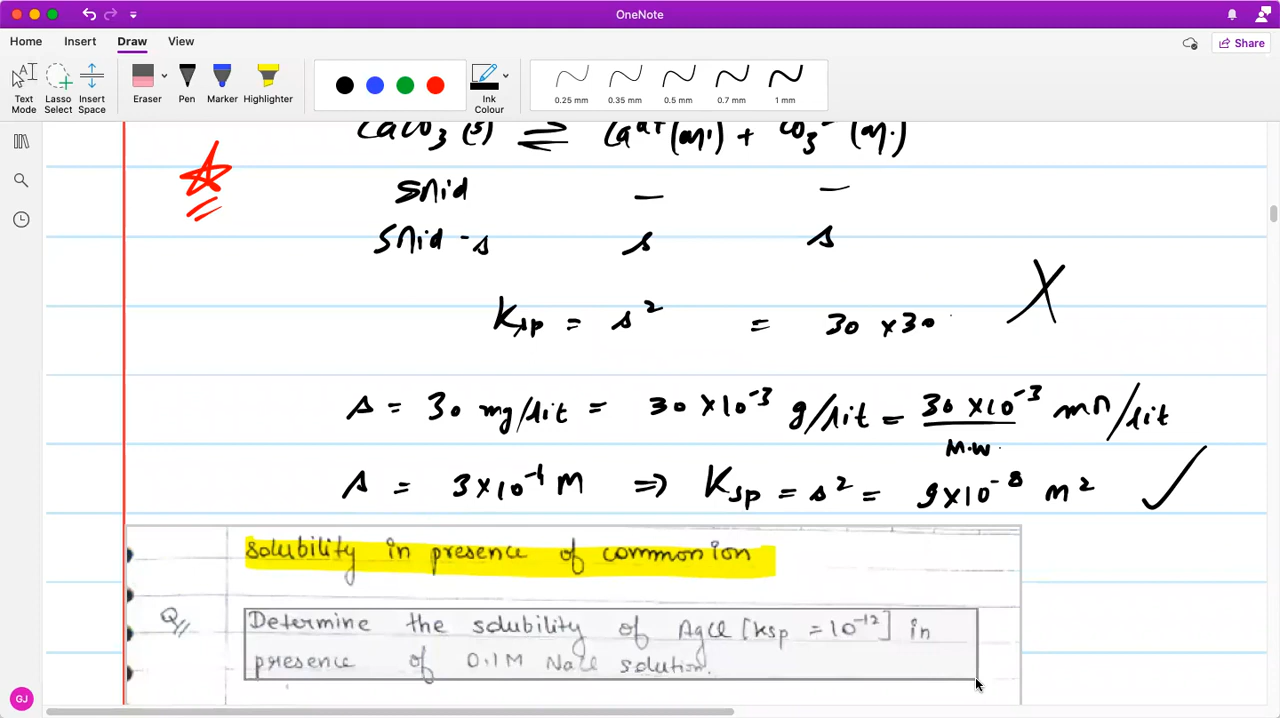 OneNote
Home Insert Draw View
Share
Text Mode
Lasso Select
Insert Space
Eraser
Pen
Marker
Highlighter
Ink Colour
0.25 mm
0.35 mm
0.5 mm
0.7 mm
1 mm
CaCO3 (s) ⇌ Ca2+ (aq.) + CO3 2- (aq.)
Solid — —
Solid - s s s
Ksp = s² = 30 × 30 X
s = 30 mg/lit = 30 × 10⁻³ g/lit = 30 × 10⁻³ / M.W. mol/lit
s = 3×10⁻⁴ M ⇒ Ksp = s² = 9×10⁻⁸ M² ✓
solubility in presence of common ion
Q// Determine the solubility of AgCl [Ksp = 10⁻¹²] in
presence of 0.1M NaCl solution.
GJ